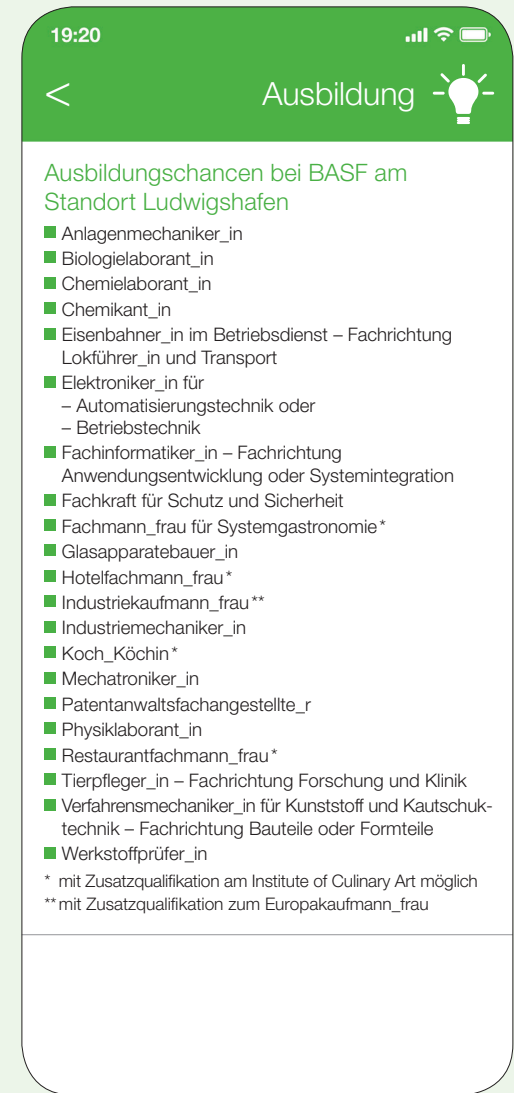 19:20
< Ausbildung
Ausbildungschancen bei BASF am
Standort Ludwigshafen
Anlagenmechaniker_in
Biologielaborant_in
Chemielaborant_in
Chemikant_in
Eisenbahner_in im Betriebsdienst – Fachrichtung
Lokführer_in und Transport
Elektroniker_in für
– Automatisierungstechnik oder
– Betriebstechnik
Fachinformatiker_in – Fachrichtung
Anwendungsentwicklung oder Systemintegration
Fachkraft für Schutz und Sicherheit
Fachmann_frau für Systemgastronomie*
Glasapparatebauer_in
Hotelfachmann_frau*
Industriekaufmann_frau**
Industriemechaniker_in
Koch_Köchin*
Mechatroniker_in
Patentanwaltsfachangestellte_r
Physiklaborant_in
Restaurantfachmann_frau*
Tierpfleger_in – Fachrichtung Forschung und Klinik
Verfahrensmechaniker_in für Kunststoff und Kautschuk-
technik – Fachrichtung Bauteile oder Formteile
Werkstoffprüfer_in
* mit Zusatzqualifikation am Institute of Culinary Art möglich
** mit Zusatzqualifikation zum Europakaufmann_frau